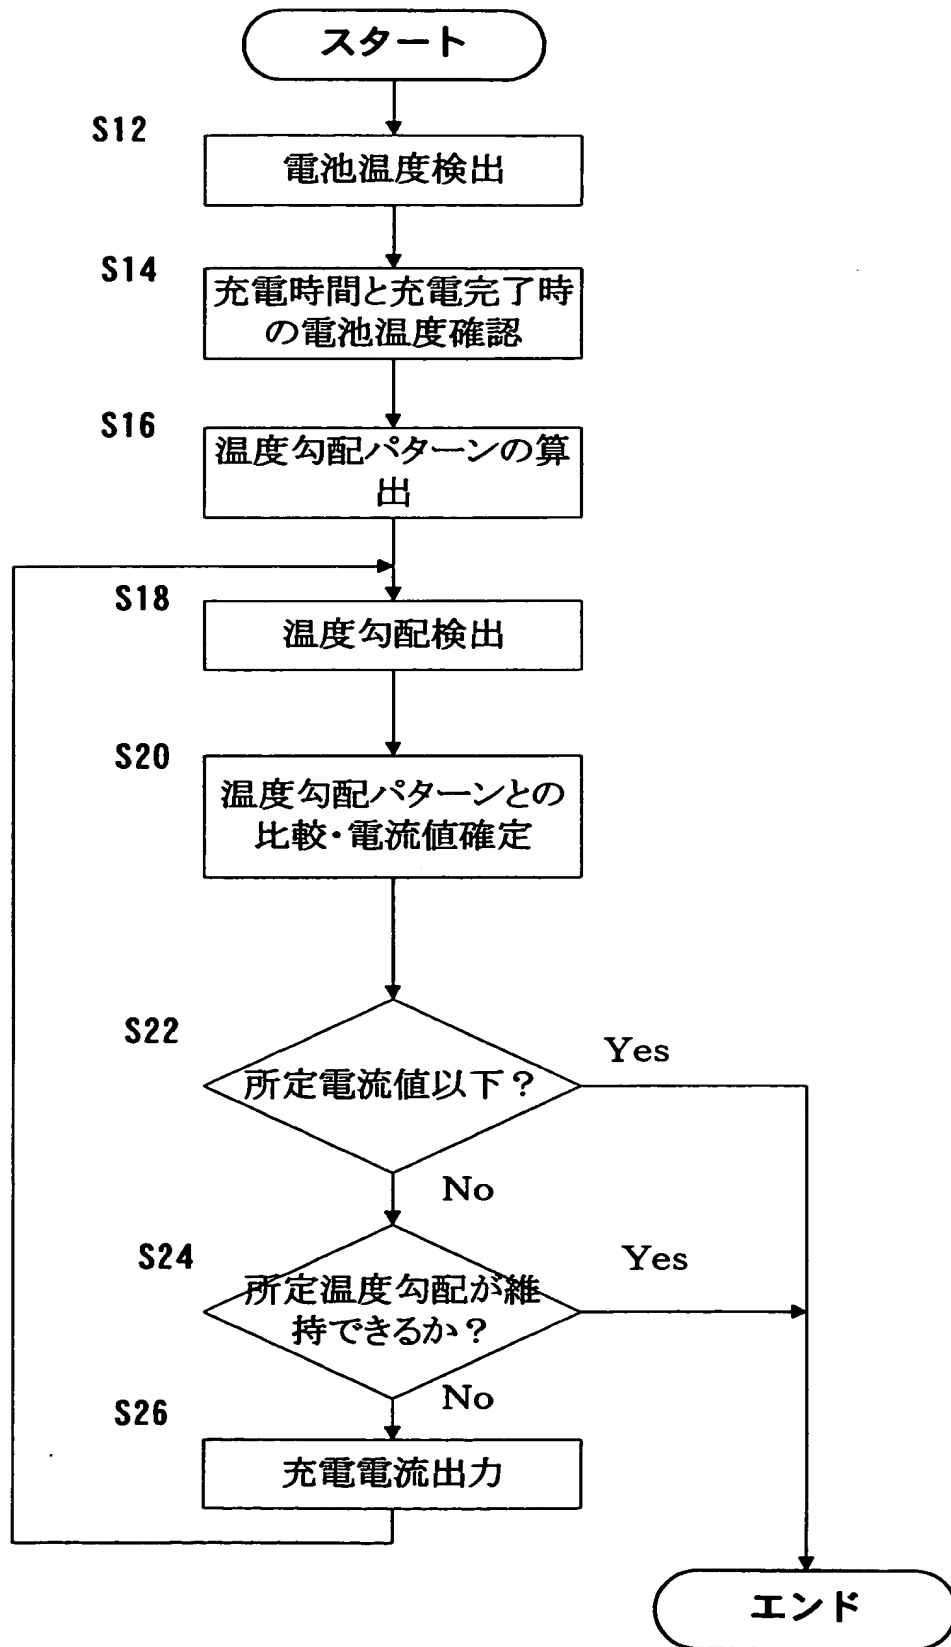 スタート
S12
電池温度検出
S14
充電時間と充電完了時
の電池温度確認
S16
温度勾配パターンの算
出
S18
温度勾配検出
S20
温度勾配パターンとの
比較・電流値確定
S22
所定電流値以下？
Yes
No
S24
所定温度勾配が維
持できるか？
Yes
No
S26
充電電流出力
エンド